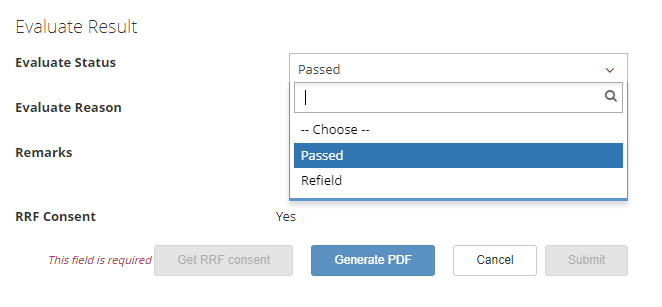 Evaluate Result
Evaluate Status
Passed
Evaluate Reason
-- Choose --
Remarks
Passed
Refield
RRF Consent
Yes
This field is required
Get RRF consent
Generate PDF
Cancel
Submit